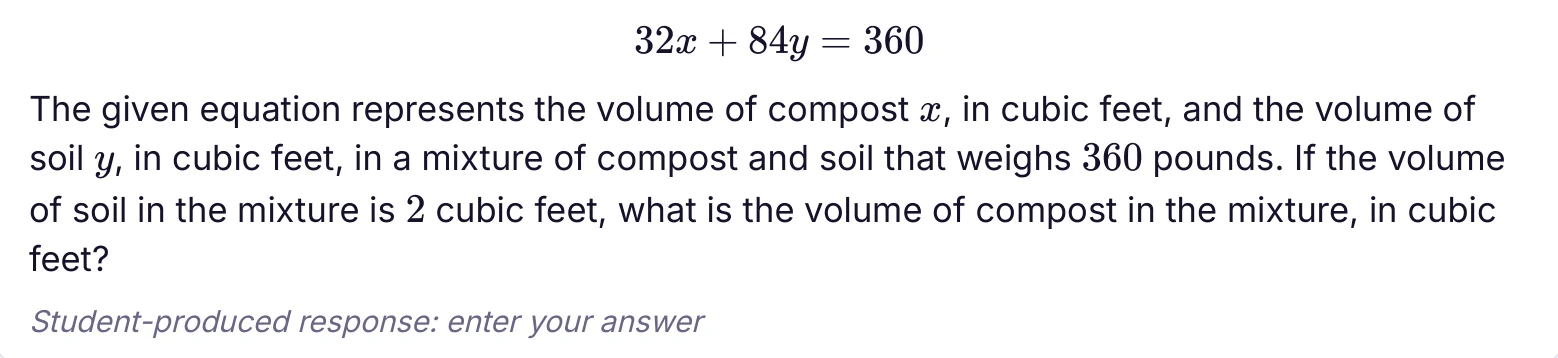 32x + 84y = 360
The given equation represents the volume of compost x, in cubic feet, and the volume of
soil y, in cubic feet, in a mixture of compost and soil that weighs 360 pounds. If the volume
of soil in the mixture is 2 cubic feet, what is the volume of compost in the mixture, in cubic
feet?
Student-produced response: enter your answer